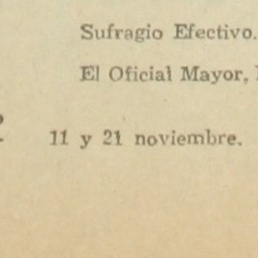 Sufragio Efectivo.
El Oficial Mayor,
11 y 21 noviembre.